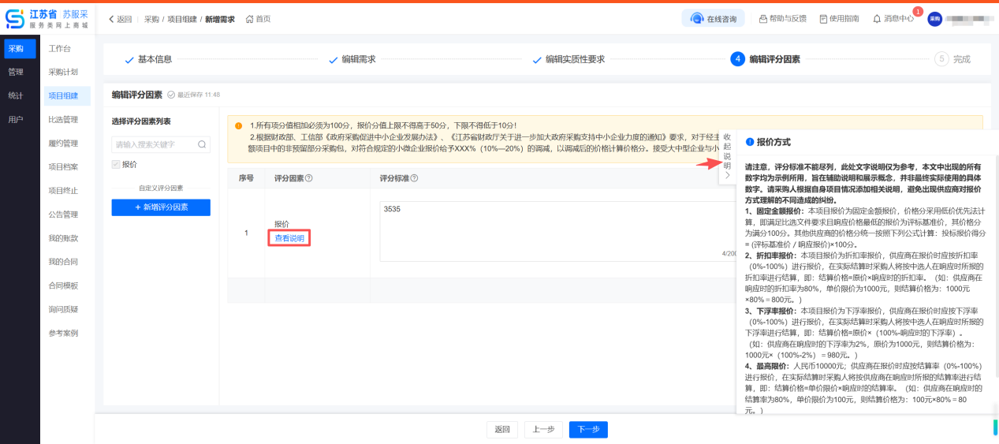 江苏省 苏服采
服务类网上商城
返回 采购 / 项目组建 / 新增需求 首页
在线咨询 帮助与反馈 使用指南 消息中心 1 采购
采购
管理
统计
用户
工作台
采购计划
项目组建
比选管理
履约管理
项目档案
项目终止
公告管理
我的账款
我的合同
合同模板
询问质疑
参考案例
基本信息 编辑需求 编辑实质性要求 4 编辑评分因素 5 完成
编辑评分因素 最近保存 11:48
选择评分因素列表
请输入搜索关键字
报价
自定义评分因素
+ 新增评分因素
1.所有项分值相加必须为100分，报价分值上限不得高于50分，下限不得低于10分！
2.根据财政部、工信部《政府采购促进中小企业发展办法》、《江苏省财政厅关于进一步加大政府采购支持中小企业力度的通知》要求，对于经主
额项目中的非预留部分采购包，对符合规定的小微企业报价给予XXX%（10%—20%）的调减，以调减后的价格计算价格分。接受大中型企业与小
序号 评分因素 评分标准
1
报价
查看说明
3535
4/200
收起说明
报价方式
请注意，评分标准不能尽列，此处文字说明仅为参考，本文中出现的所有
数字均为示例所用，旨在辅助说明和展示概念，并非最终实际使用的具体
数字。请采购人根据自身项目情况添加相关说明，避免出现供应商对报价
方式理解的不同造成的纠纷。
1、固定金额报价：本项目报价为固定金额报价，价格分采用低价优先法计
算，即满足比选文件要求且响应价格最低的报价为评标基准价，其价格分
为满分100分。其他供应商的价格分统一按照下列公式计算：投标报价得分
= (评标基准价 / 响应报价)×100分。
2、折扣率报价：本项目报价为折扣率报价，供应商在报价时应按折扣率
（0%-100%）进行报价，在实际结算时采购人将按中选人在响应时所报的
折扣率进行结算，即：结算价格=原价×响应时的折扣率。（如：供应商在
响应时的折扣率为80%，单价限价为1000元，则结算价格为：1000元
×80%＝800元。）
3、下浮率报价：本项目报价为下浮率报价，供应商在报价时应按下浮率
（0%-100%）进行报价，在实际结算时采购人将按中选人在响应时所报的
下浮率进行结算，即：结算价格=原价×（100%-响应时的下浮率）。
（如：供应商在响应时的下浮率为2%，原价为1000元，则结算价格为：
1000元×（100%-2%）＝980元。）
4、最高限价：人民币10000元；供应商在报价时应按结算率（0%-100%）
进行报价，在实际结算时采购人将按供应商在响应时所报的结算率进行结
算，即：结算价格=单价限价×响应时的结算率。（如：供应商在响应时的
结算率为80%，单价限价为100元，则结算价格为：100元×80%＝80
元。）
返回 上一步 下一步